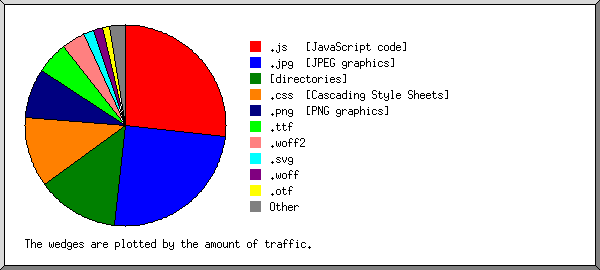 .js [JavaScript code]
.jpg [JPEG graphics]
[directories]
.css [Cascading Style Sheets]
.png [PNG graphics]
.ttf
.woff2
.svg
.woff
.otf
Other
The wedges are plotted by the amount of traffic.